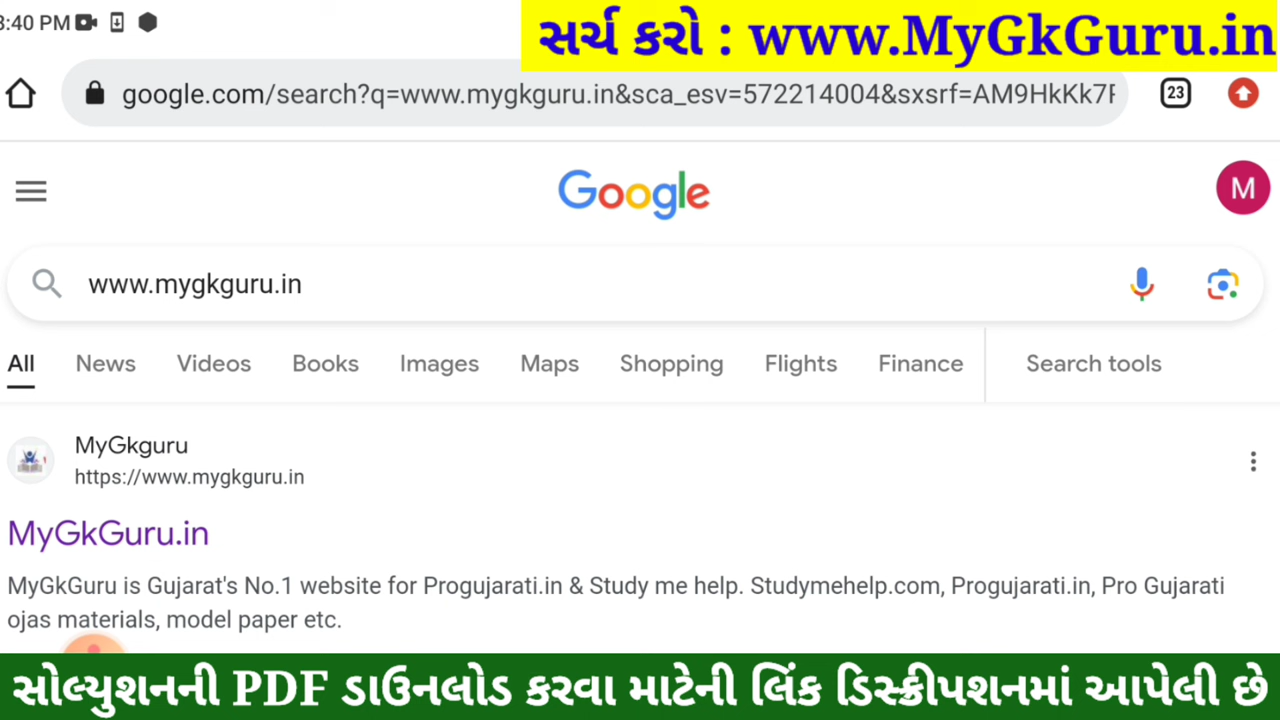 3:40 PM
સર્ચ કરો : www.MyGkGuru.in
google.com/search?q=www.mygkguru.in&sca_esv=572214004&sxsrf=AM9HkKk7F
23
Google
M
www.mygkguru.in
All News Videos Books Images Maps Shopping Flights Finance Search tools
MyGkguru
https://www.mygkguru.in
MyGkGuru.in
MyGkGuru is Gujarat's No.1 website for Progujarati.in & Study me help. Studymehelp.com, Progujarati.in, Pro Gujarati
ojas materials, model paper etc.
સોલ્યુશનની PDF ડાઉનલોડ કરવા માટેની લિંક ડિસ્ક્રીપશનમાં આપેલી છે